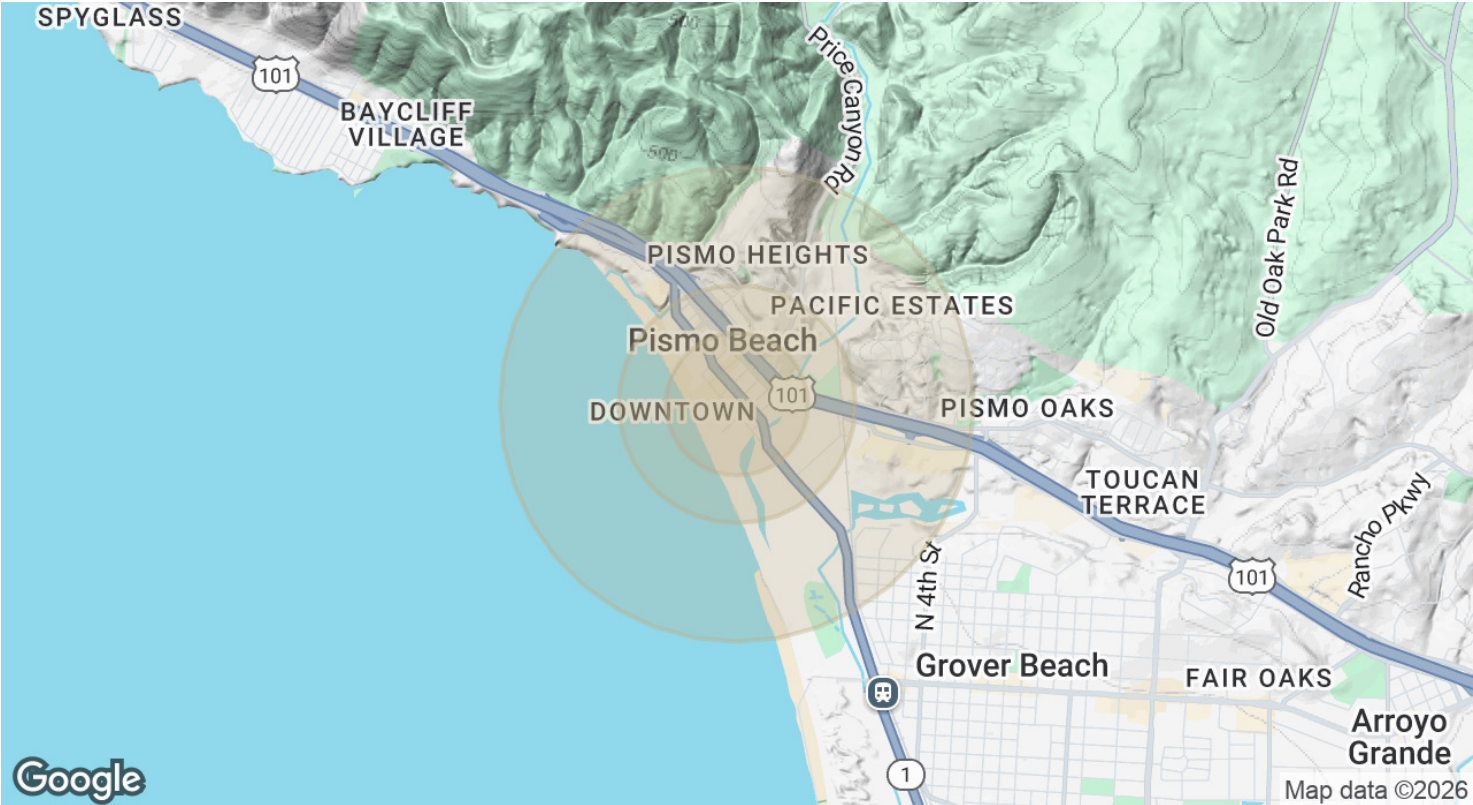 SPYGLASS
500
Price Canyon Rd
101
BAYCLIFF
VILLAGE
500
Old Oak Park Rd
PISMO HEIGHTS
PACIFIC ESTATES
Pismo Beach
101
DOWNTOWN
PISMO OAKS
TOUCAN
TERRACE
Rancho Pkwy
N 4th St
101
Grover Beach
FAIR OAKS
Arroyo
Grande
1
Google
Map data ©2026